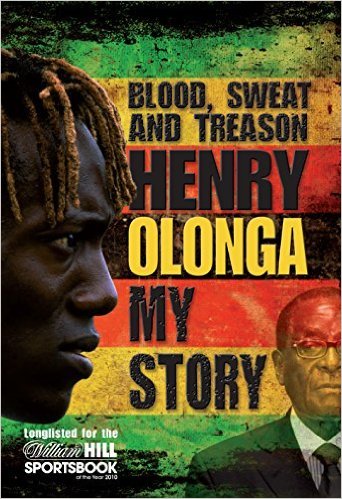 BLOOD, SWEAT
AND TREASON
HENRY
OLONGA
MY
STORY
Longlisted for the
William HILL
SPORTSBOOK
of the Year 2010